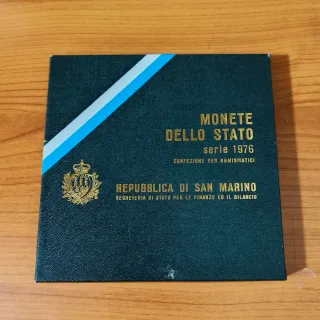 MONETE
DELLO STATO
serie 1976
CONFEZIONE PER NUMISMATICI
REPUBBLICA DI SAN MARINO
SEGRETERIA DI STATO PER LE FINANZE ED IL BILANCIO